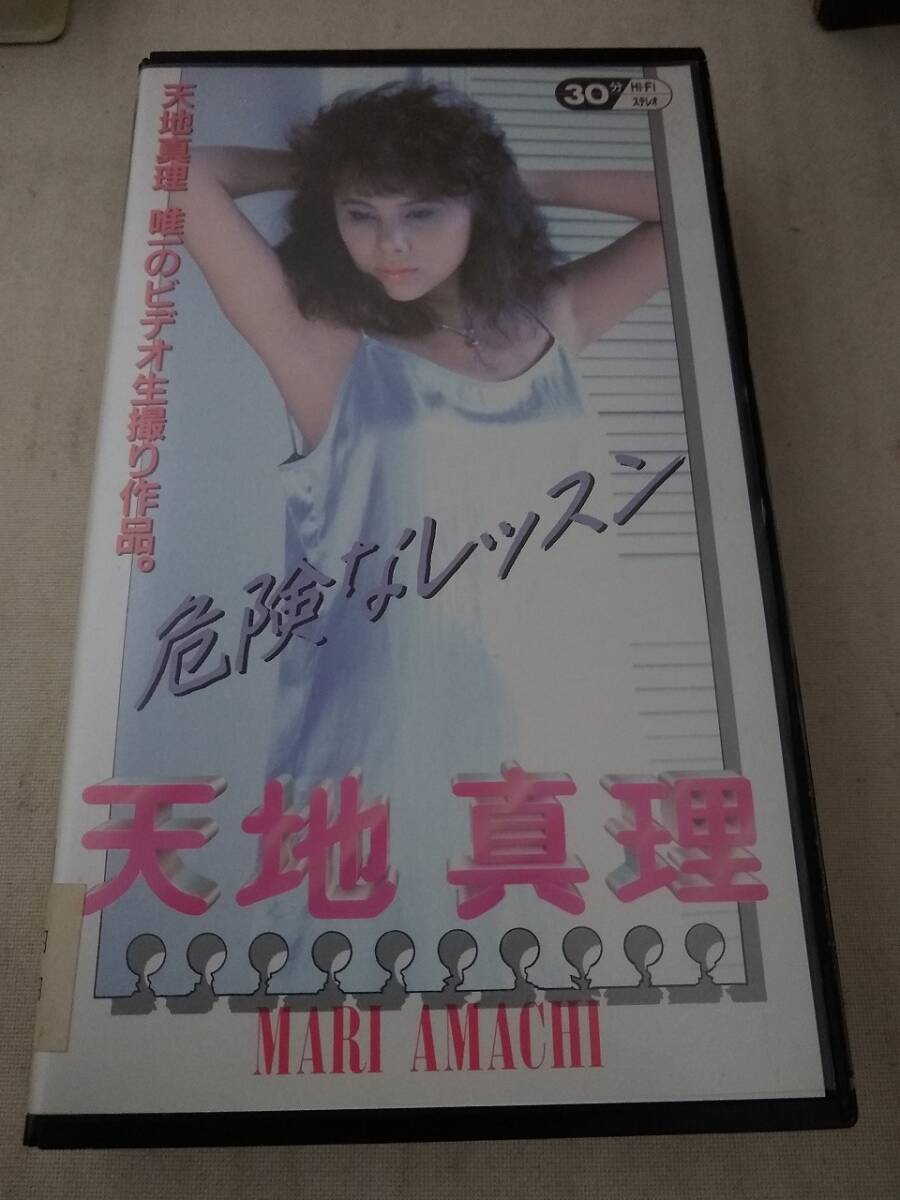 30分 Hi-Fi
ステレオ
天地真理 唯一のビデオ生撮り作品。
危険なレッスン
天地 真理
MARI AMACHI